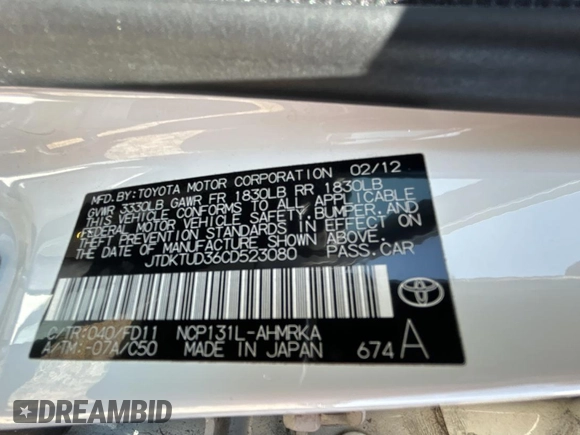 MFD.BY:TOYOTA MOTOR CORPORATION 02/12
GVWR 3330LB GAWR FR 1830LB RR 1830LB
THIS VEHICLE CONFORMS TO ALL APPLICABLE
FEDERAL MOTOR VEHICLE SAFETY, BUMPER, AND
THEFT PREVENTION STANDARDS IN EFFECT ON
THE DATE OF MANUFACTURE SHOWN ABOVE.
JTDKTUD36CD523080 PASS.CAR
C/TR:040/FD11 NCP131L-AHMRKA
A/TM:-07A/C50 MADE IN JAPAN 674 A
DREAMBID